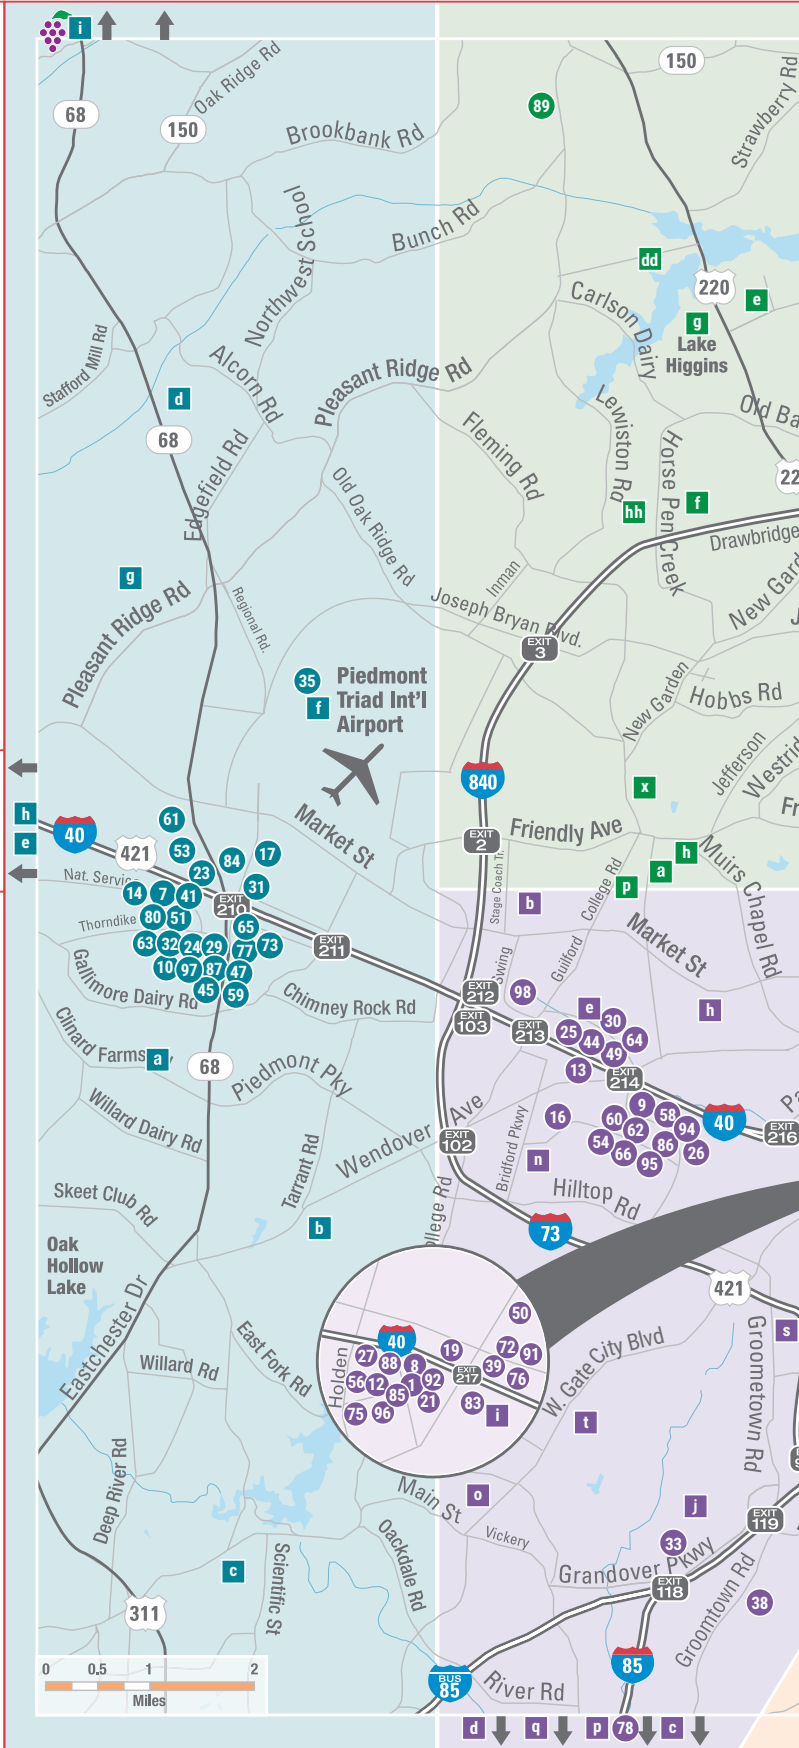 i
68
150
Oak Ridge Rd
150
89
Strawberry Rd
Brookbank Rd
Northwest School
Bunch Rd
dd
220
e
g
Lake
Higgins
Carlson Dairy
Stafford Mill Rd
Alcorn Rd
Pleasant Ridge Rd
d
68
Old Ba
Lewiston Rd
Fleming Rd
Horse Pen Creek
22
Edgefield Rd
Old Oak Ridge Rd
hh
f
Drawbridge
g
Inman
New Gard
Pleasant Ridge Rd
Regional Rd.
Joseph Bryan Blvd.
J
EXIT
3
35
f
Piedmont
Triad Int'l
Airport
New Garden
Hobbs Rd
840
Jefferson
Westrid
x
Fr
h
e
40
61
421
53
84
17
23
Market St
EXIT
2
Friendly Ave
h
a
p
Muirs Chapel Rd
Nat. Servic
14
7
41
31
EXIT
210
Stage Coach Tr.
b
College Rd
Thorndike
80
51
65
63
32
24
29
77
73
EXIT
211
Market St
Guilford
10
97
87
47
45
59
Gallimore Dairy Rd
Chimney Rock Rd
EXIT
212
Swing
98
EXIT
103
EXIT
213
e
30
h
25
44
64
49
13
EXIT
214
Clinard Farms
a
68
Piedmont Pky
Willard Dairy Rd
Wendover Ave
EXIT
102
Bridford Pkwy
16
9
60
58
62
94
54
66
86
26
95
40
Pa
EXIT
216
n
Tarrant Rd
Skeet Club Rd
b
Hilltop Rd
ollege Rd
73
Oak
Hollow
Lake
421
Eastchester Dr
50
40
27
88
8
19
72
91
39
EXIT
217
76
56
12
1
92
85
21
83
i
75
96
Holden
s
W. Gate City Blvd
Groometown Rd
Willard Rd
East Fork Rd
t
Deep River Rd
Main St
o
j
EXIT
119
Vickery
33
Oackdale Rd
c
Scientific St
Grandover Pkwy
EXIT
118
38
311
Groomtown Rd
0
0.5
1
2
Miles
BUS
85
River Rd
85
d
q
p
78
c